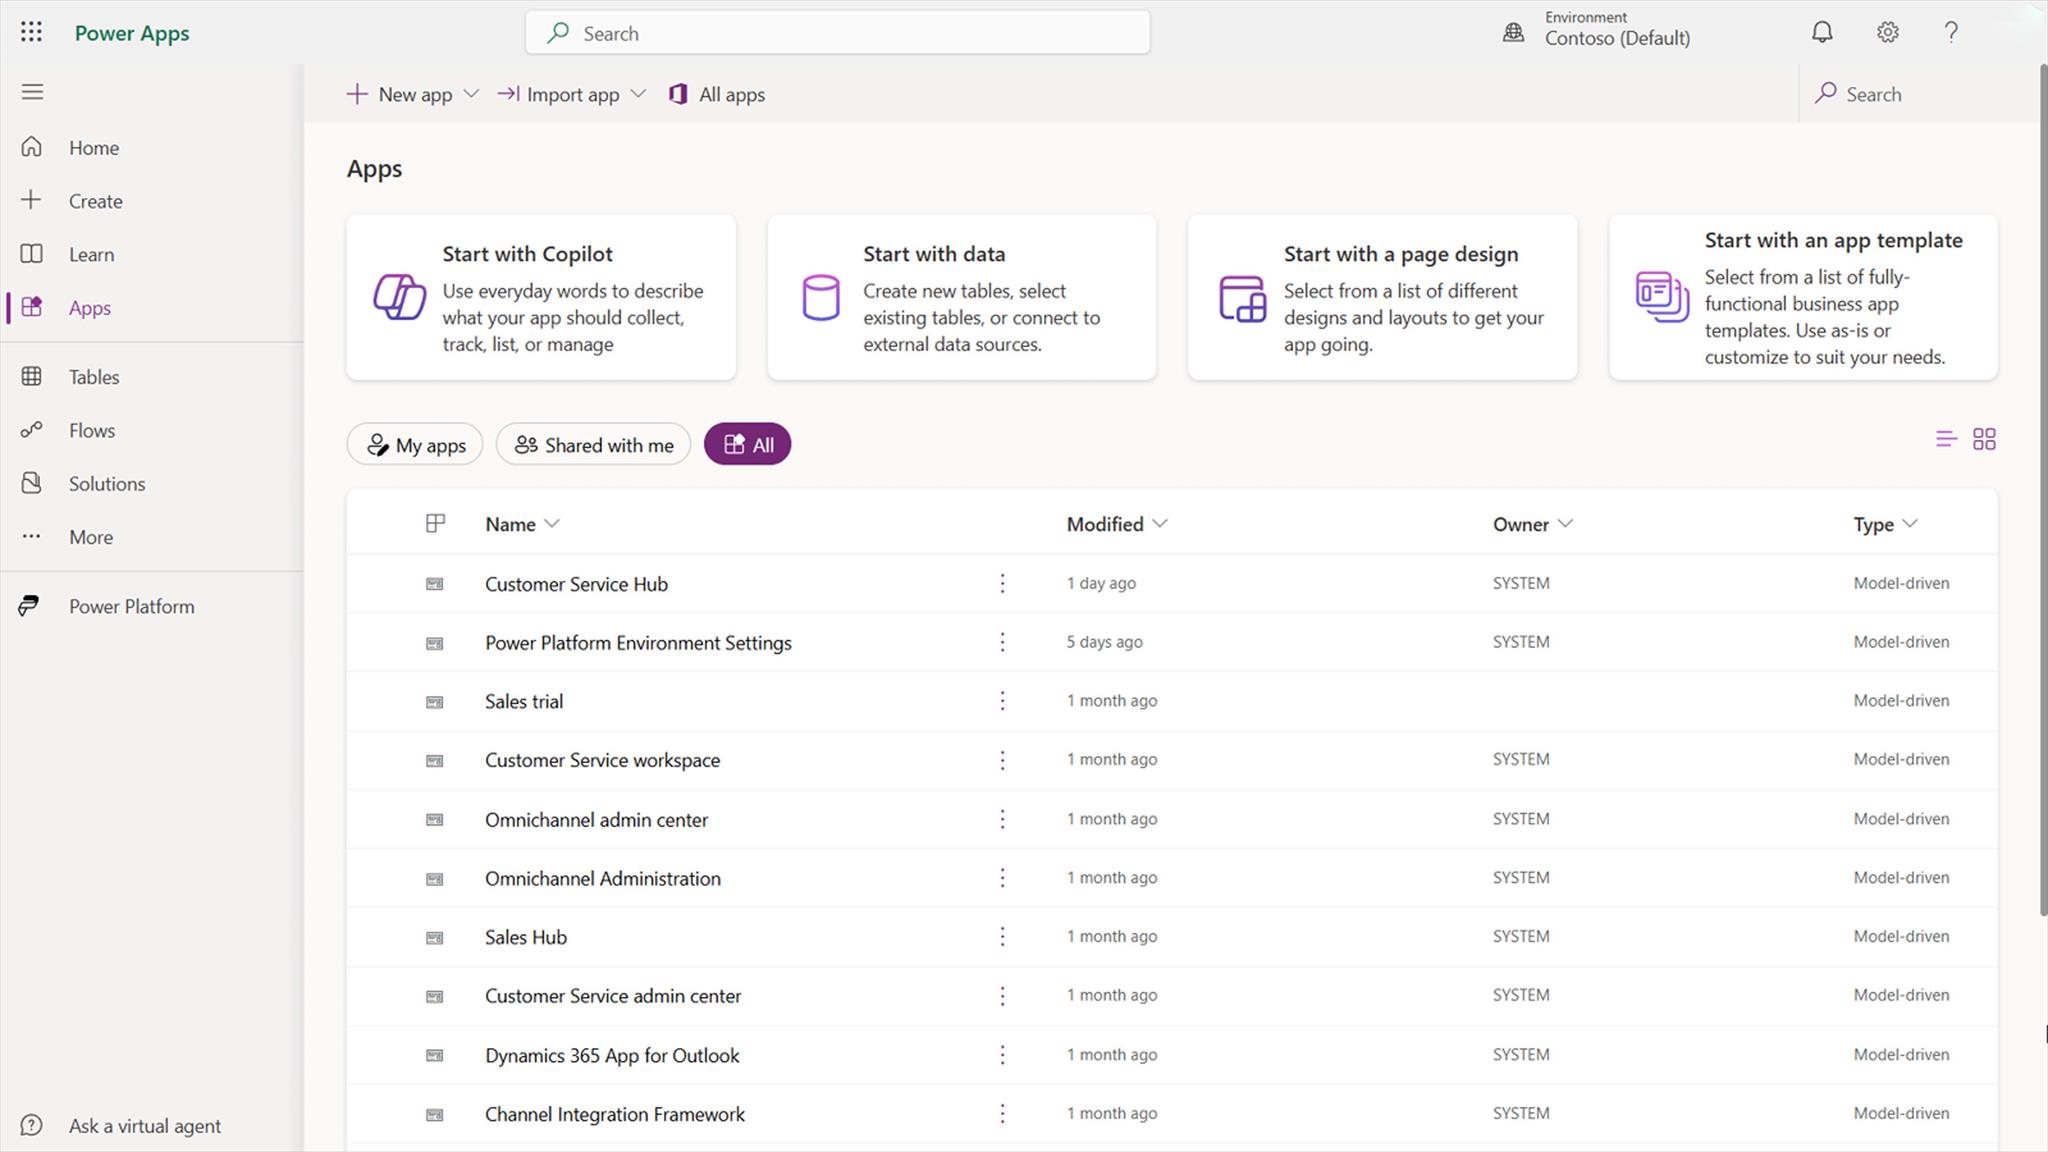 Power Apps
Search
Environment
Contoso (Default)
?
Home
Create
Learn
Apps
Tables
Flows
Solutions
More
Power Platform
Ask a virtual agent
New app
Import app
All apps
Search
Apps
Start with Copilot
Use everyday words to describe
what your app should collect,
track, list, or manage
Start with data
Create new tables, select
existing tables, or connect to
external data sources.
Start with a page design
Select from a list of different
designs and layouts to get your
app going.
Start with an app template
Select from a list of fully-
functional business app
templates. Use as-is or
customize to suit your needs.
My apps
Shared with me
All
Name Modified Owner Type
Customer Service Hub 1 day ago SYSTEM Model-driven
Power Platform Environment Settings 5 days ago SYSTEM Model-driven
Sales trial 1 month ago Model-driven
Customer Service workspace 1 month ago SYSTEM Model-driven
Omnichannel admin center 1 month ago SYSTEM Model-driven
Omnichannel Administration 1 month ago SYSTEM Model-driven
Sales Hub 1 month ago SYSTEM Model-driven
Customer Service admin center 1 month ago SYSTEM Model-driven
Dynamics 365 App for Outlook 1 month ago SYSTEM Model-driven
Channel Integration Framework 1 month ago SYSTEM Model-driven